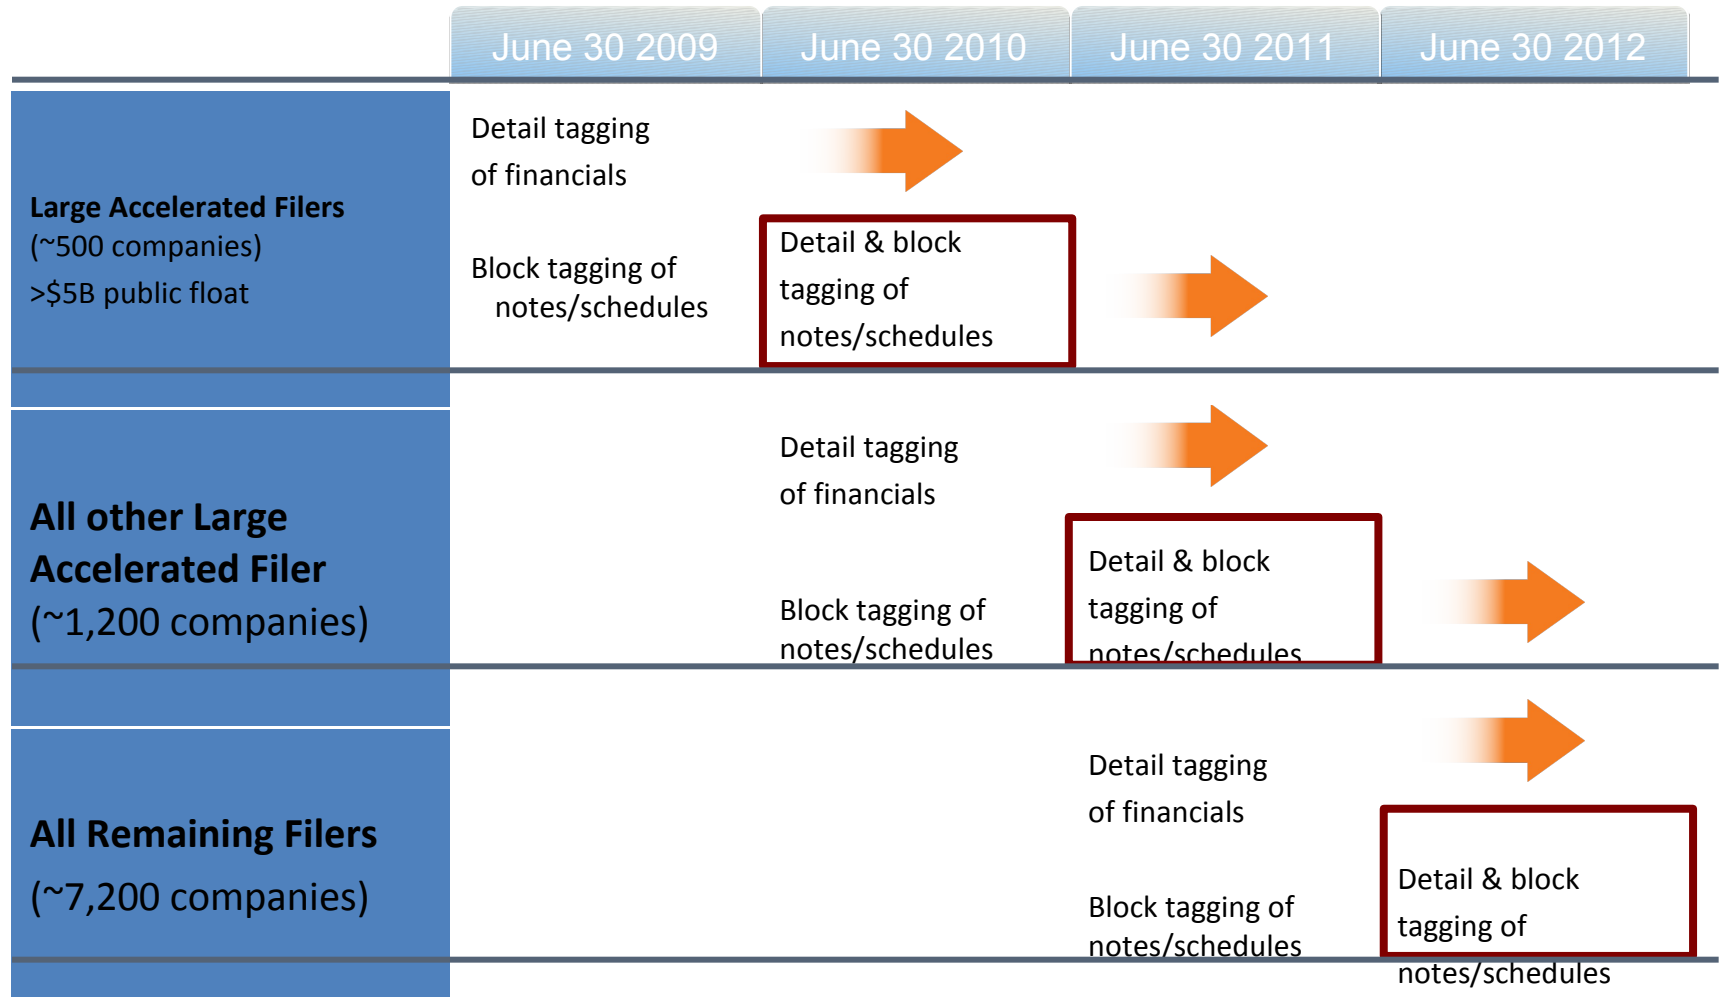 June 30 2009
June 30 2010
June 30 2011
June 30 2012
Large Accelerated Filers
(~500 companies)
>$5B public float
Detail tagging
of financials
Block tagging of
notes/schedules
Detail & block
tagging of
notes/schedules
All other Large
Accelerated Filer
(~1,200 companies)
Detail tagging
of financials
Block tagging of
notes/schedules
Detail & block
tagging of
notes/schedules
All Remaining Filers
(~7,200 companies)
Detail tagging
of financials
Block tagging of
notes/schedules
Detail & block
tagging of
notes/schedules